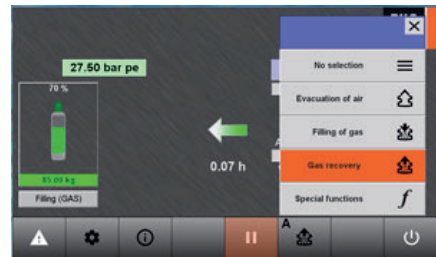 27.50 bar pe
70 %
85.00 kg
Filling (GAS)
0.07 h
No selection
Evacuation of air
Filling of gas
Gas recovery
Special functions
f
A